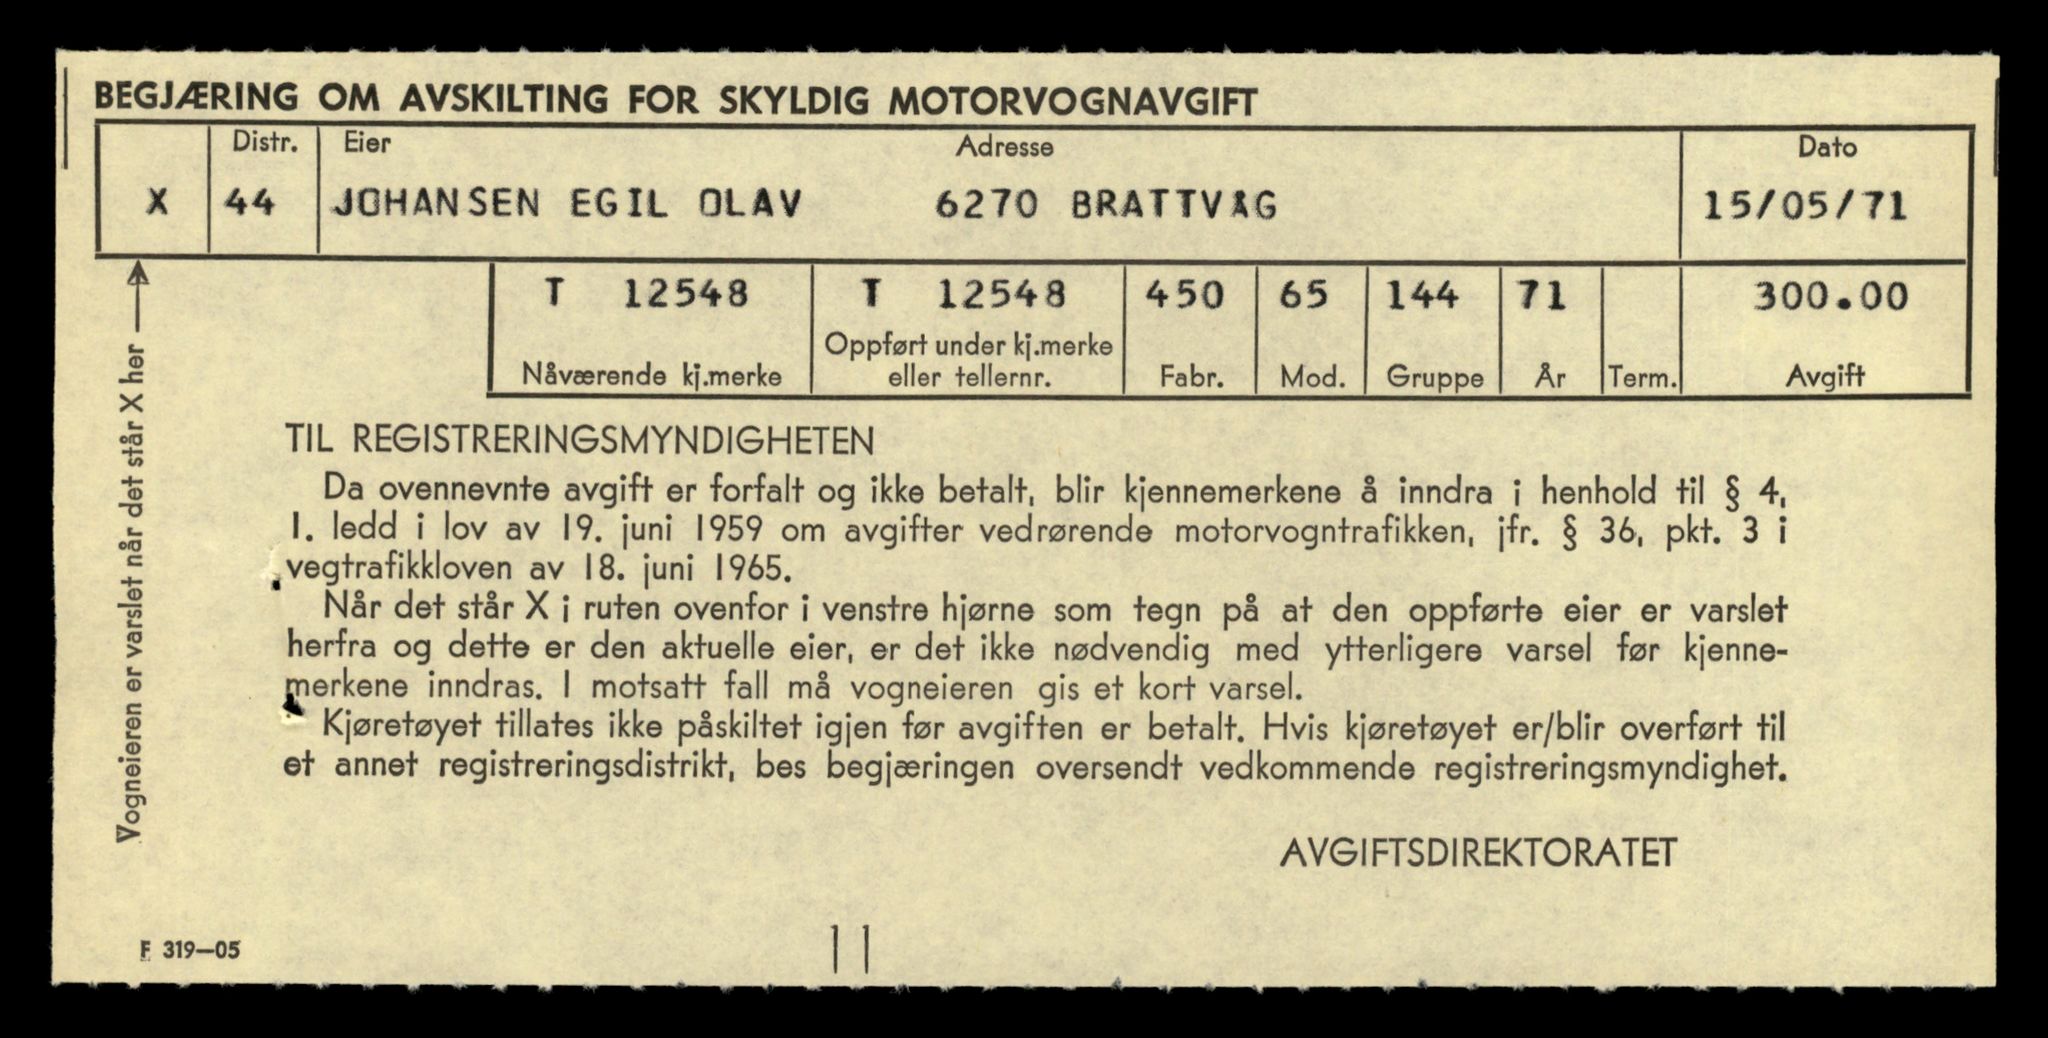 BEGJÆRING OM AVSKILTING FOR SKYLDIG MOTORVOGNAVGIFT
Distr. Eier Adresse Dato
X 44 JOHANSEN EGIL OLAV 6270 BRATTVÅG 15/05/71
T 12548 T 12548 450 65 144 71 300.00
Oppført under kj.merke
Nåværende kj.merke eller tellernr. Fabr. Mod. Gruppe År Term. Avgift
Vogneieren er varslet når det står X her
TIL REGISTRERINGSMYNDIGHETEN
Da ovennevnte avgift er forfalt og ikke betalt, blir kjennemerkene å inndra i henhold til § 4,
1. ledd i lov av 19. juni 1959 om avgifter vedrørende motorvogntrafikken, jfr. § 36, pkt. 3 i
vegtrafikkloven av 18. juni 1965.
Når det står X i ruten ovenfor i venstre hjørne som tegn på at den oppførte eier er varslet
herfra og dette er den aktuelle eier, er det ikke nødvendig med ytterligere varsel før kjenne-
merkene inndras. I motsatt fall må vogneieren gis et kort varsel.
Kjøretøyet tillates ikke påskiltet igjen før avgiften er betalt. Hvis kjøretøyet er/blir overført til
et annet registreringsdistrikt, bes begjæringen oversendt vedkommende registreringsmyndighet.
AVGIFTSDIREKTORATET
F 319—05